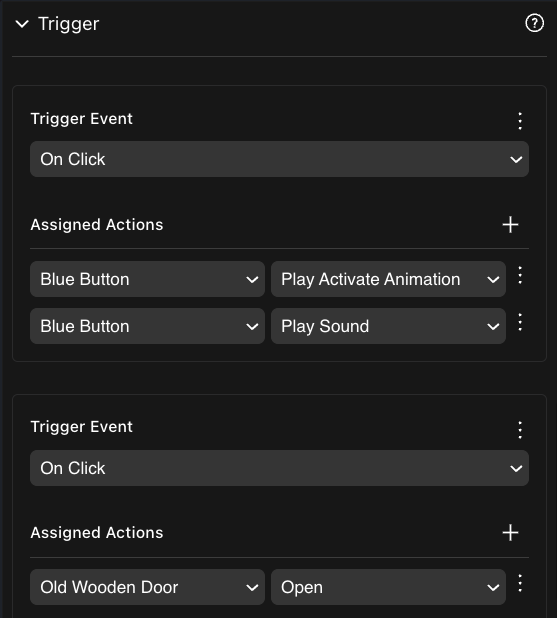 Trigger
Trigger Event
On Click
Assigned Actions
Blue Button Play Activate Animation
Blue Button Play Sound
Trigger Event
On Click
Assigned Actions
Old Wooden Door Open